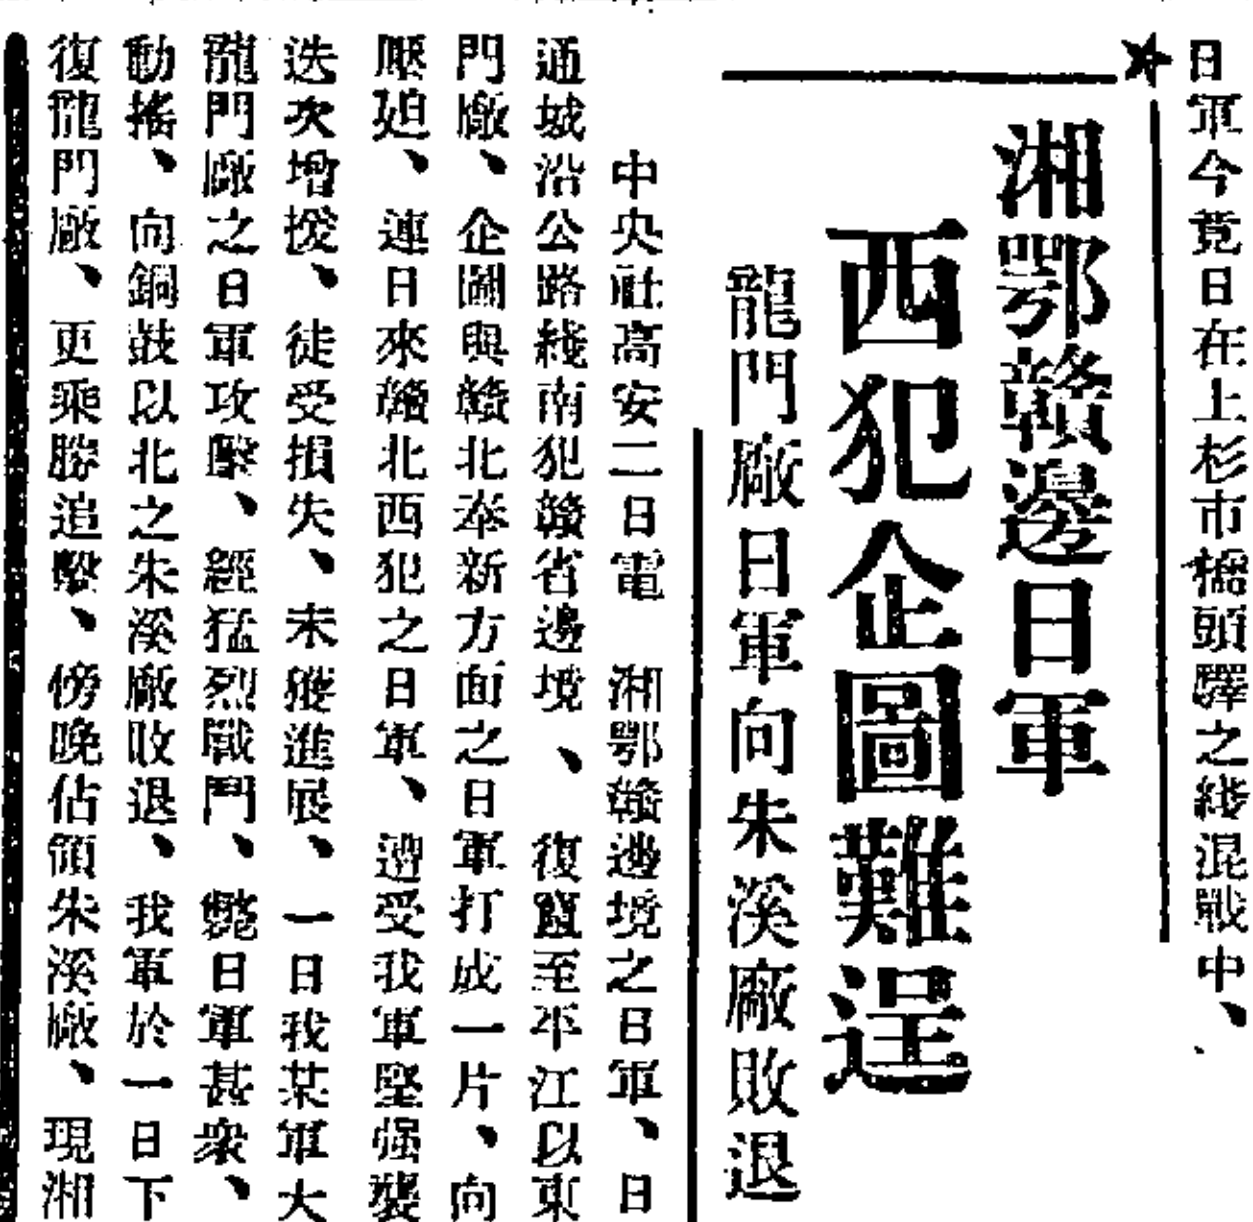 日軍今竟日在上杉市橋頭驛之綫混戰中、
湘鄂贛邊日軍
西犯企圖難逞
龍門廠日軍向朱溪廠敗退
中央社高安二日電　湘鄂贛邊境之日軍、日
通城沿公路綫南犯贛省邊境、復竄至平江以東
門廠、企圖與贛北奉新方面之日軍打成一片、向
壓廹、連日來贛北西犯之日軍、遭受我軍堅强襲
迭次增援、徒受損失、未獲進展、一日我某軍大
龍門廠之日軍攻擊、經猛烈戰鬥、斃日軍甚衆、
動搖、向銅鼓以北之朱溪廠敗退、我軍於一日下
復龍門廠、更乘勝追擊、傍晚佔領朱溪廠、現湘